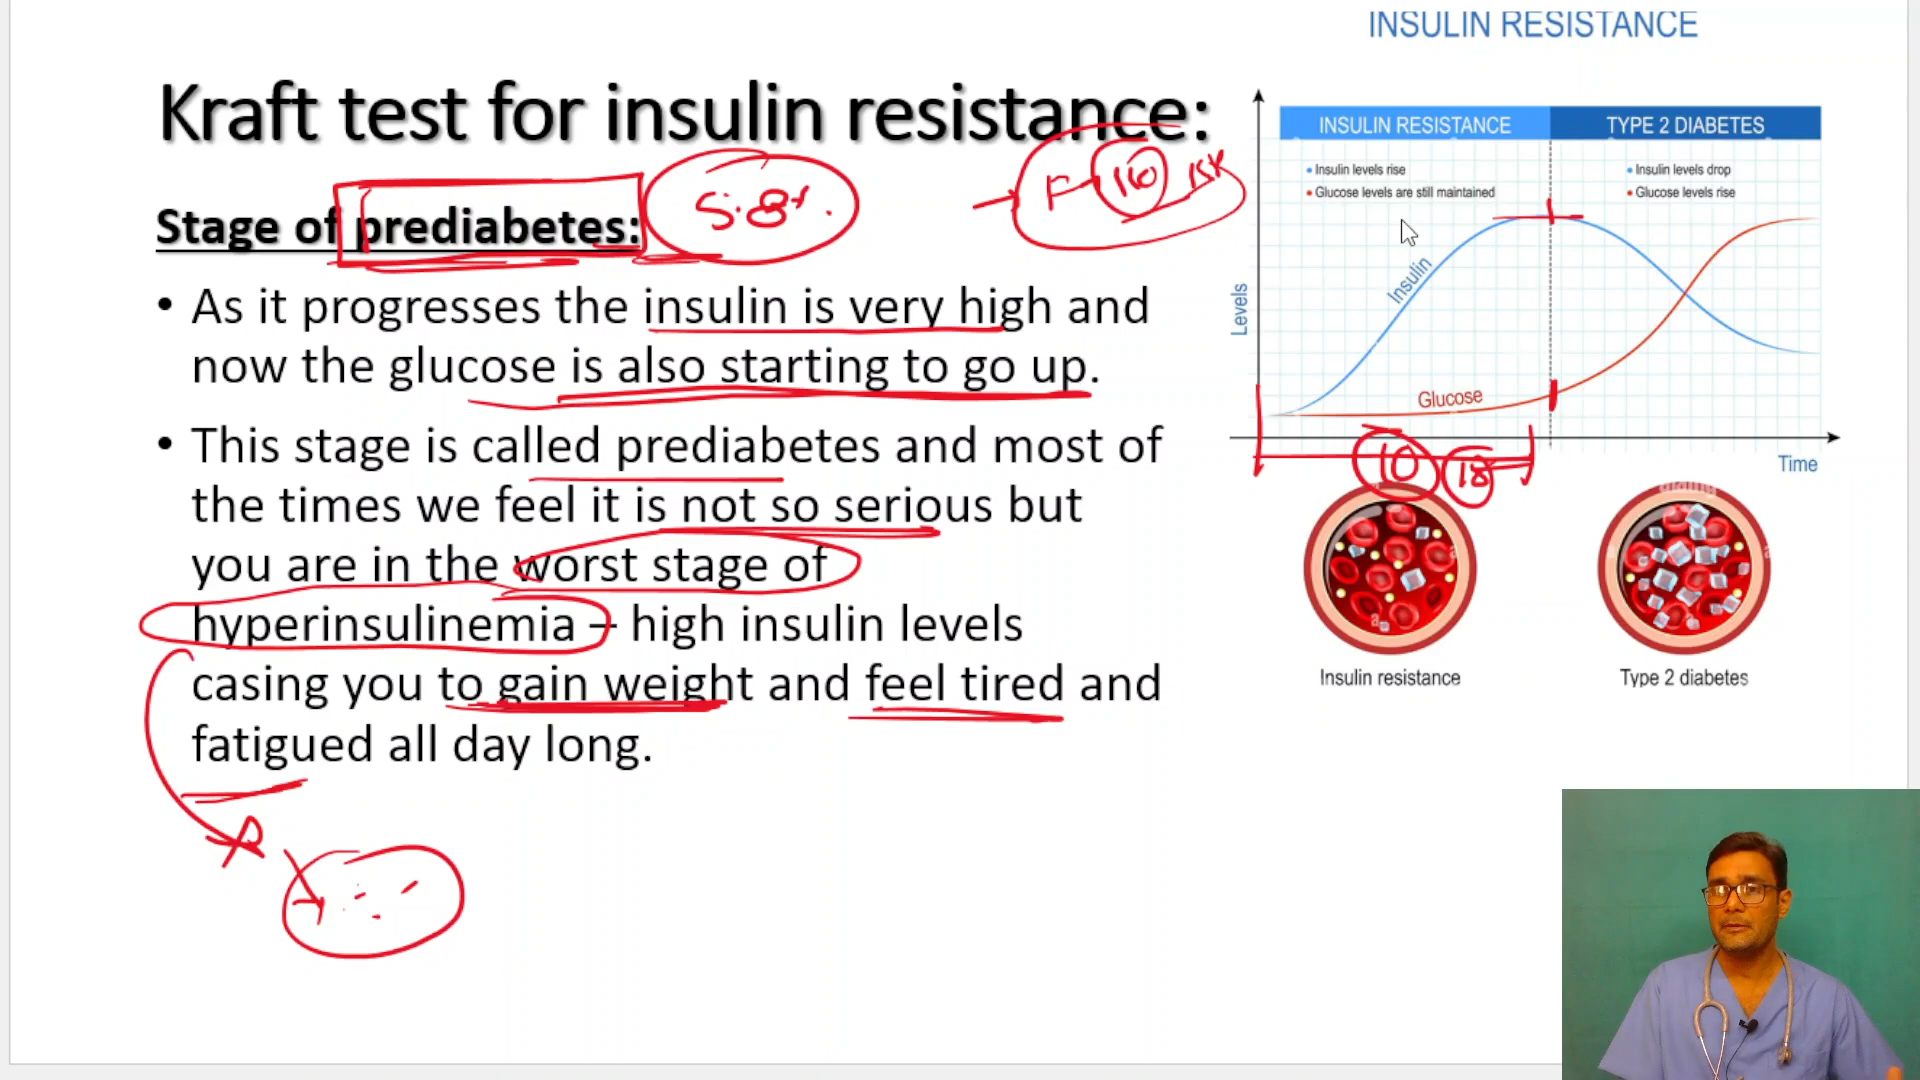 INSULIN RESISTANCE
Kraft test for insulin resistance:
5.8+.
Stage of prediabetes:
• As it progresses the insulin is very high and
now the glucose is also starting to go up.
• This stage is called prediabetes and most of
the times we feel it is not so serious but
you are in the worst stage of
hyperinsulinemia – high insulin levels
casing you to gain weight and feel tired and
fatigued all day long.
INSULIN RESISTANCE
TYPE 2 DIABETES
• Insulin levels rise
• Glucose levels are still maintained
• Insulin levels drop
• Glucose levels rise
Levels
Insulin
Glucose
Time
10
18
Insulin resistance
Type 2 diabetes